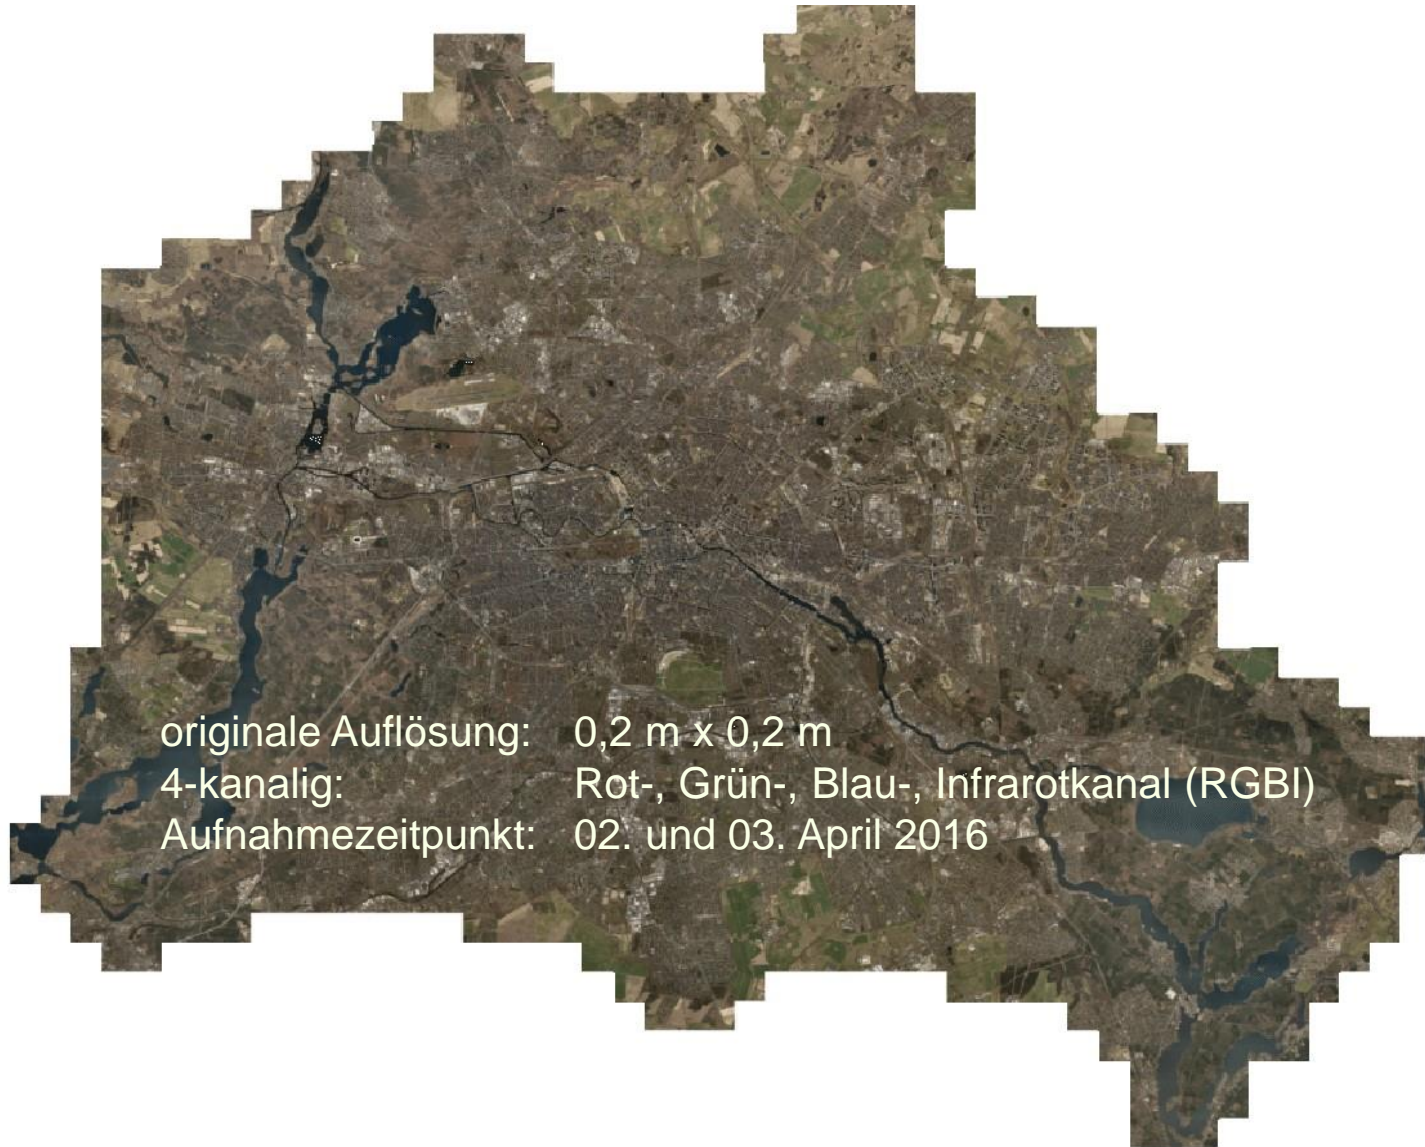 originale Auflösung: 0,2 m x 0,2 m
4-kanalig: Rot-, Grün-, Blau-, Infrarotkanal (RGBI)
Aufnahmezeitpunkt: 02. und 03. April 2016